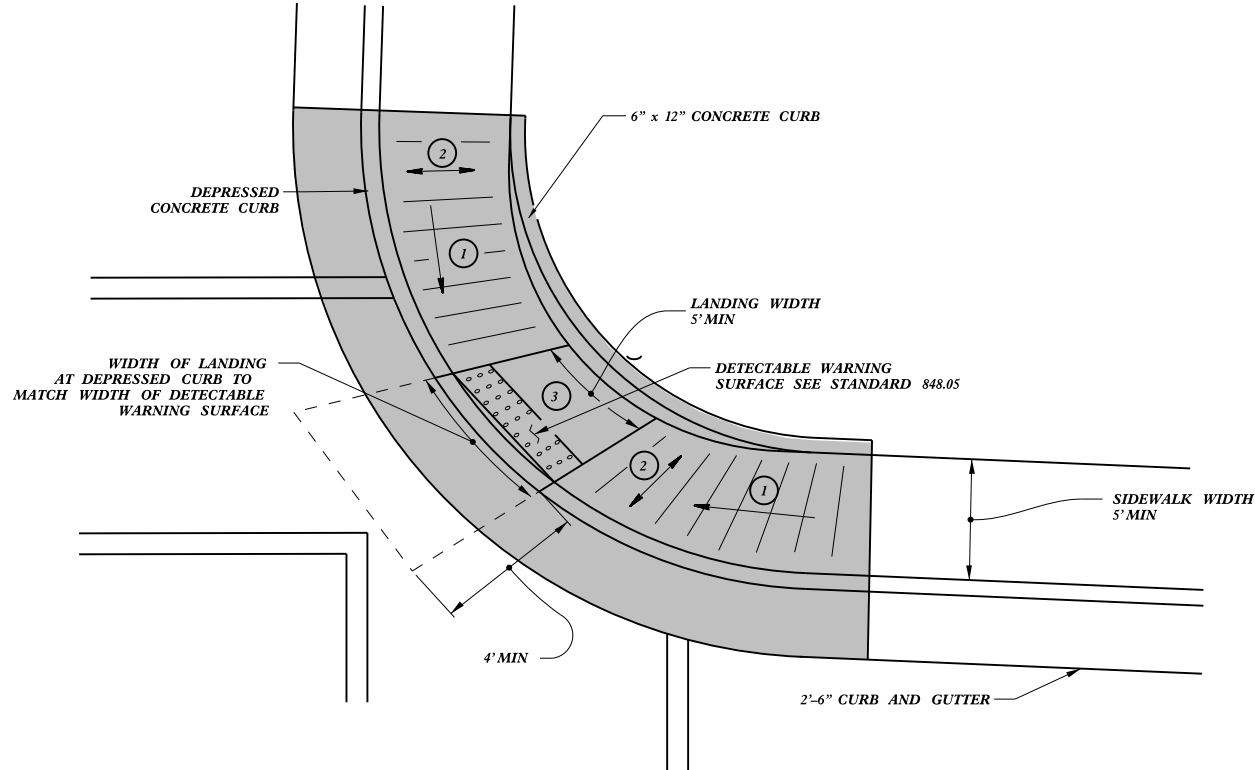 6” x 12” CONCRETE CURB
2
DEPRESSED
CONCRETE CURB
1
LANDING WIDTH
5’ MIN
WIDTH OF LANDING
AT DEPRESSED CURB TO
MATCH WIDTH OF DETECTABLE
WARNING SURFACE
DETECTABLE WARNING
SURFACE SEE STANDARD 848.05
3
2
1
SIDEWALK WIDTH
5’ MIN
4’ MIN
2’–6” CURB AND GUTTER